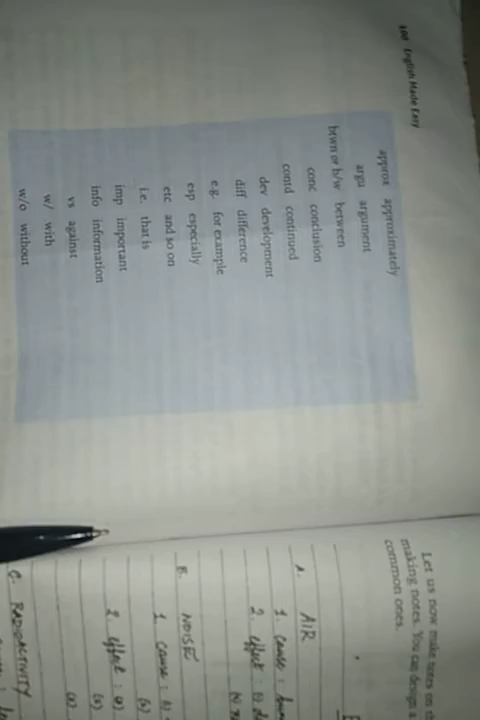 100 English Made Easy
approx approximately
argu argument
btwn or b/w between
conc conclusion
contd continued
dev development
diff difference
e.g. for example
esp especially
etc and so on
i.e. that is
imp important
info information
vs against
w/ with
w/o without
Let us now make notes on
making notes. You can design
common ones.
A. AIR
1. cause :
2. effect :
B. NOISE
1. cause :
2. effect : (a)
C. RADIOACTIVITY